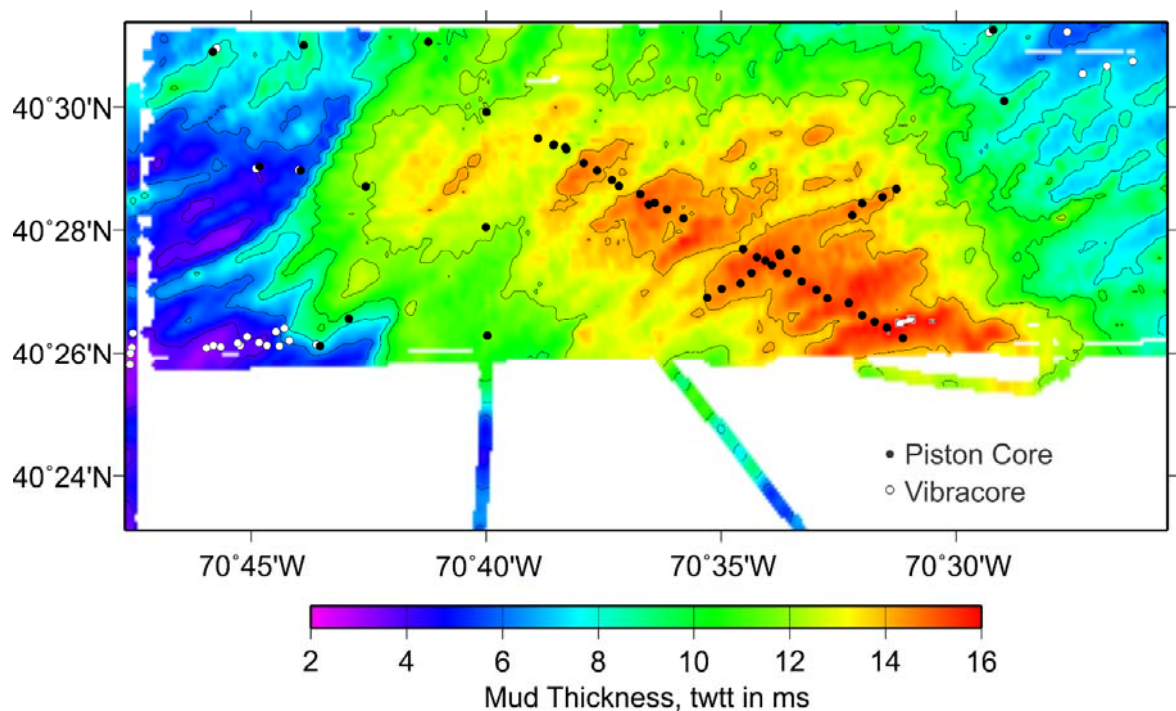 40˚30'N
40˚28'N
40˚26'N
40˚24'N
Piston Core
Vibracore
70˚45'W 70˚40'W 70˚35'W 70˚30'W
2 4 6 8 10 12 14 16
Mud Thickness, twtt in ms